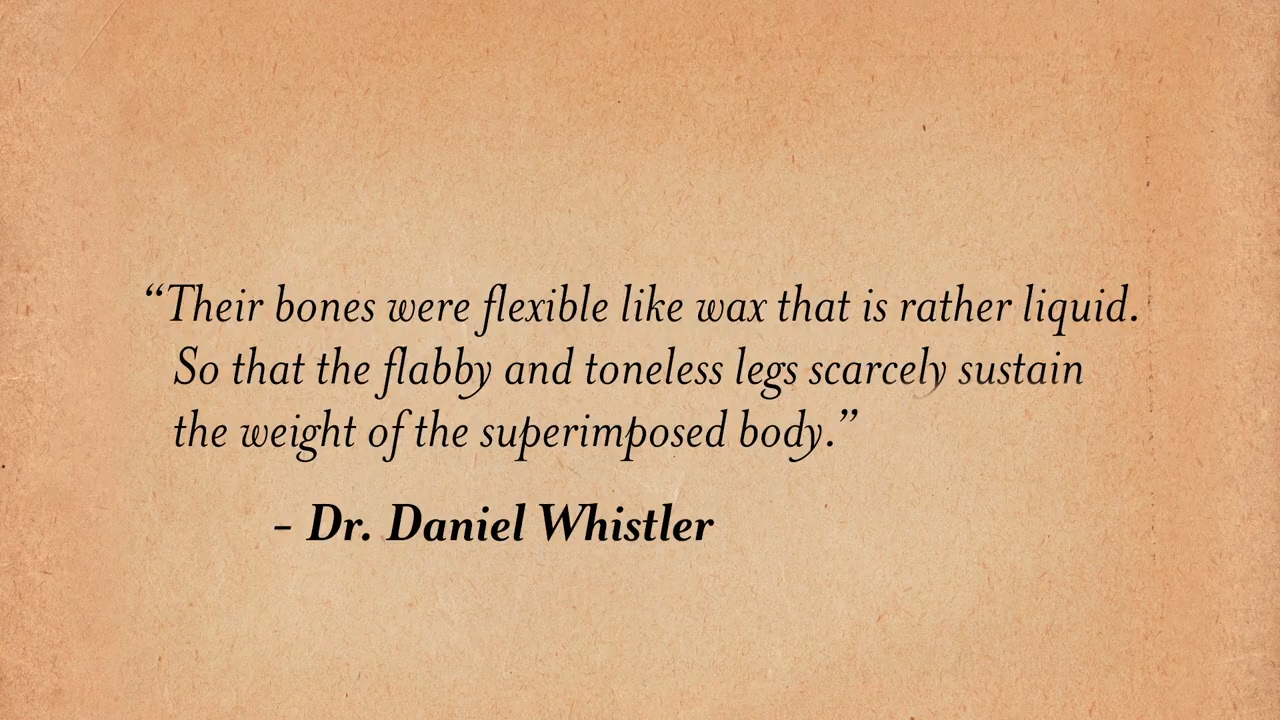 “Their bones were flexible like wax that is rather liquid.
So that the flabby and toneless legs scarcely sustain
the weight of the superimposed body.”
- Dr. Daniel Whistler